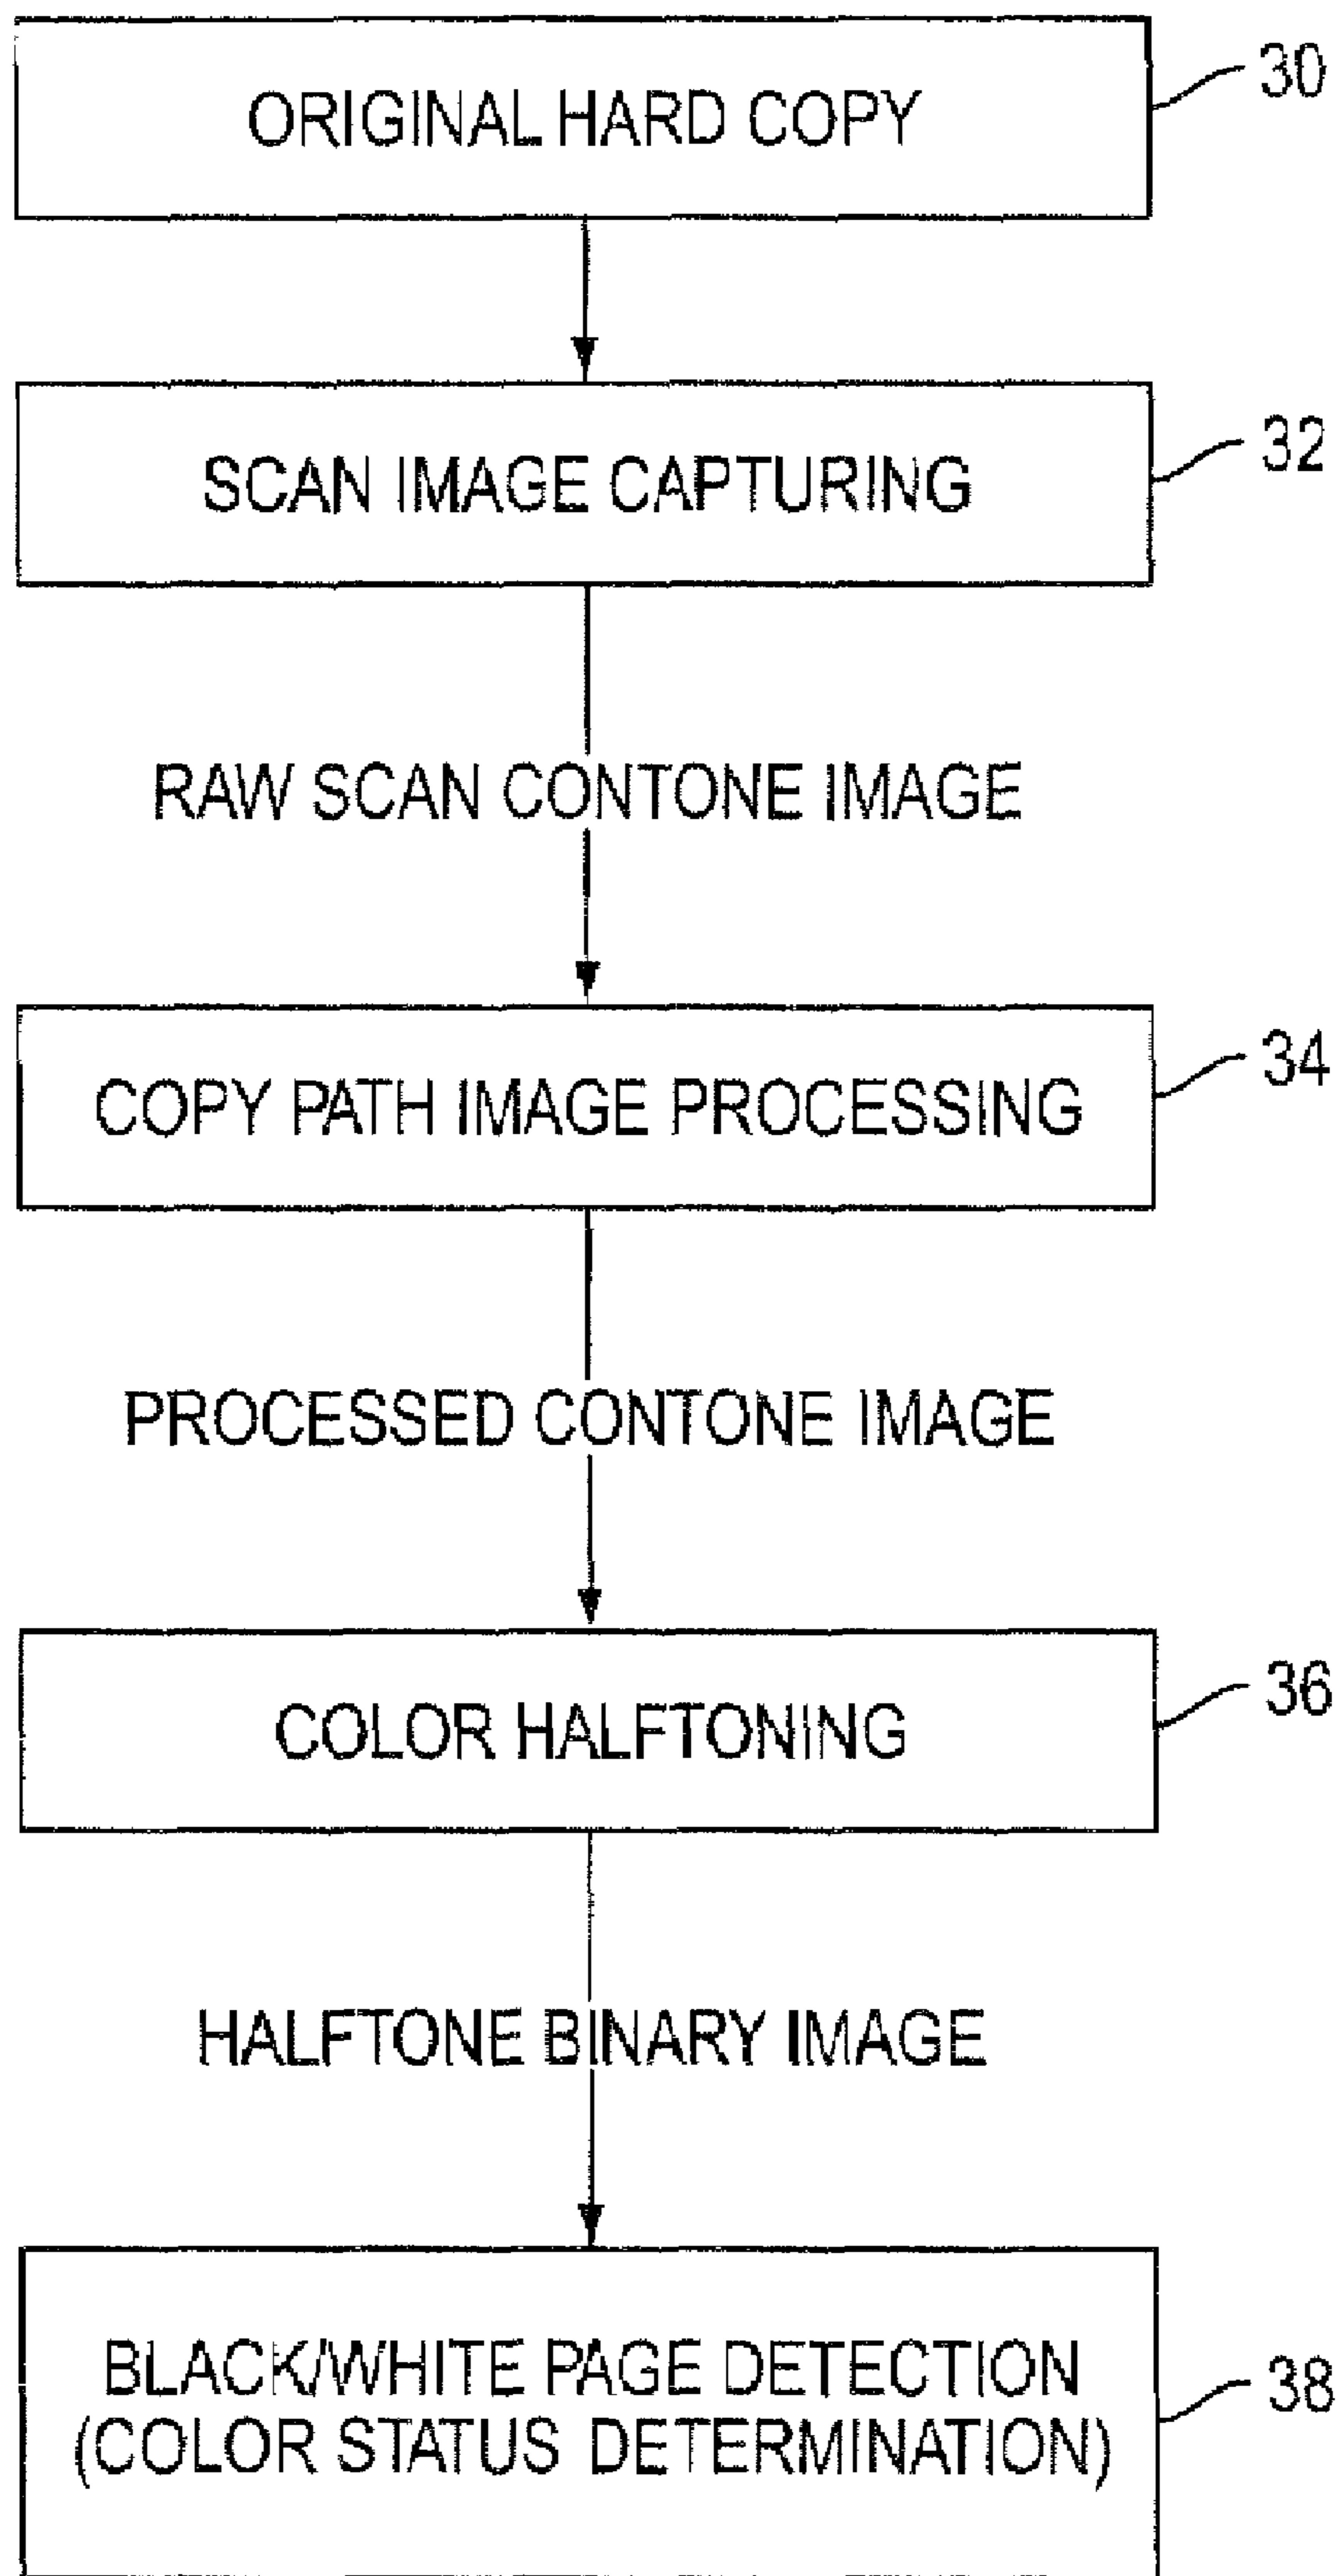 ORIGINAL HARD COPY
30
SCAN IMAGE CAPTURING
32
RAW SCAN CONTONE IMAGE
COPY PATH IMAGE PROCESSING
34
PROCESSED CONTONE IMAGE
COLOR HALFTONING
36
HALFTONE BINARY IMAGE
BLACK/WHITE PAGE DETECTION
(COLOR STATUS DETERMINATION)
38